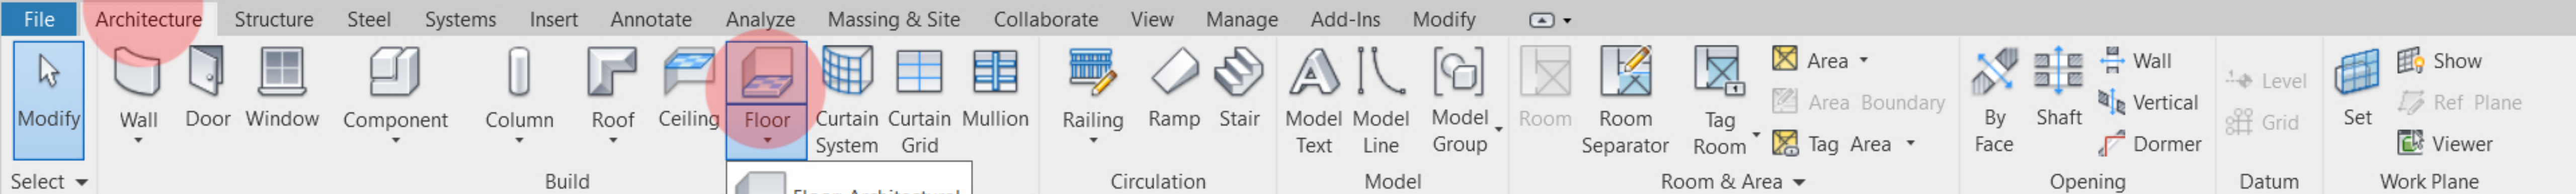 File Architecture Structure Steel Systems Insert Annotate Analyze Massing & Site Collaborate View Manage Add-Ins Modify
Modify
Wall
Door
Window
Component
Column
Roof
Ceiling
Floor
Curtain
System
Curtain
Grid
Mullion
Railing
Ramp
Stair
Model
Text
Model
Line
Model
Group
Room
Room
Separator
Tag
Room
Area
Area Boundary
Tag Area
By
Face
Shaft
Wall
Vertical
Dormer
Level
Grid
Set
Show
Ref Plane
Viewer
Select Build Circulation Model Room & Area Opening Datum Work Plane
Floor: Architectural